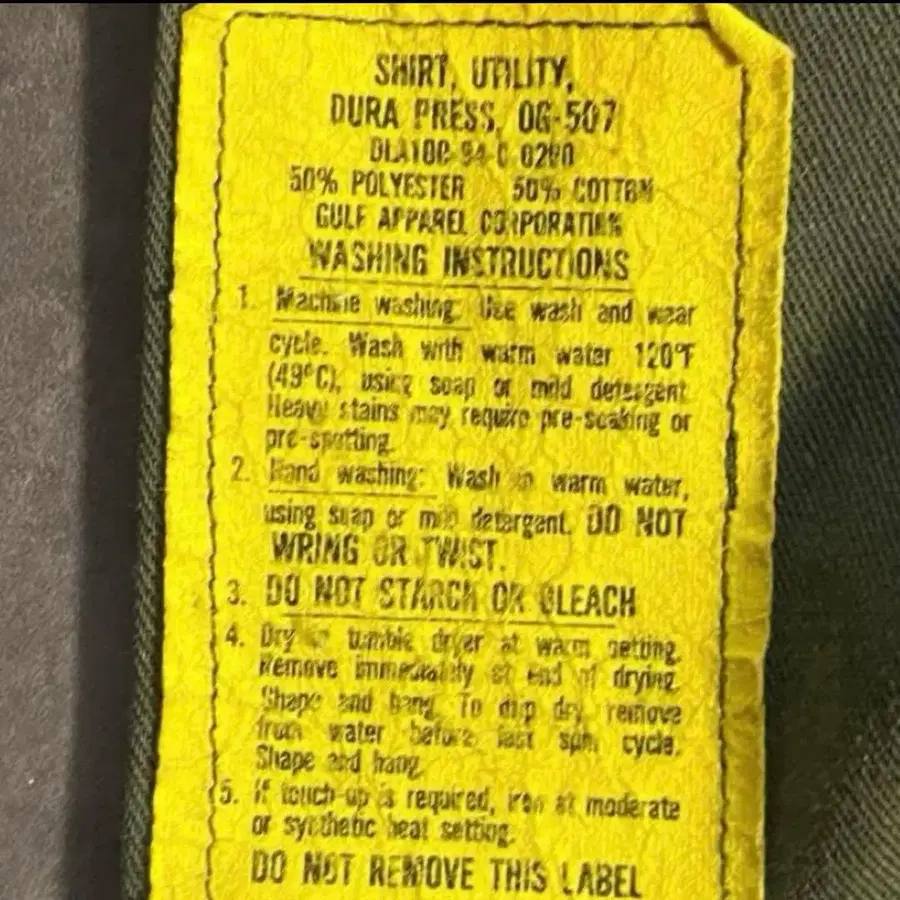 SHIRT, UTILITY,
DURA PRESS, OG-507
50% POLYESTER 50% COTTON
GULF APPAREL CORPORATION
WASHING INSTRUCTIONS
1. Machine washing: Use wash and wear
cycle. Wash with warm water 120°F
(49°C), using soap or mild detergent.
Heavy stains may require pre-soaking or
pre-spotting.
2. Hand washing: Wash in warm water,
using soap or mild detergent. DO NOT
WRING OR TWIST.
3. DO NOT STARCH OR BLEACH
4. Dry in tumble dryer at warm setting.
Remove immediately at end of drying.
Shape and hang. To drip dry, remove
from water before last spin cycle.
Shape and hang.
5. If touch-up is required, iron at moderate
or synthetic heat setting.
DO NOT REMOVE THIS LABEL